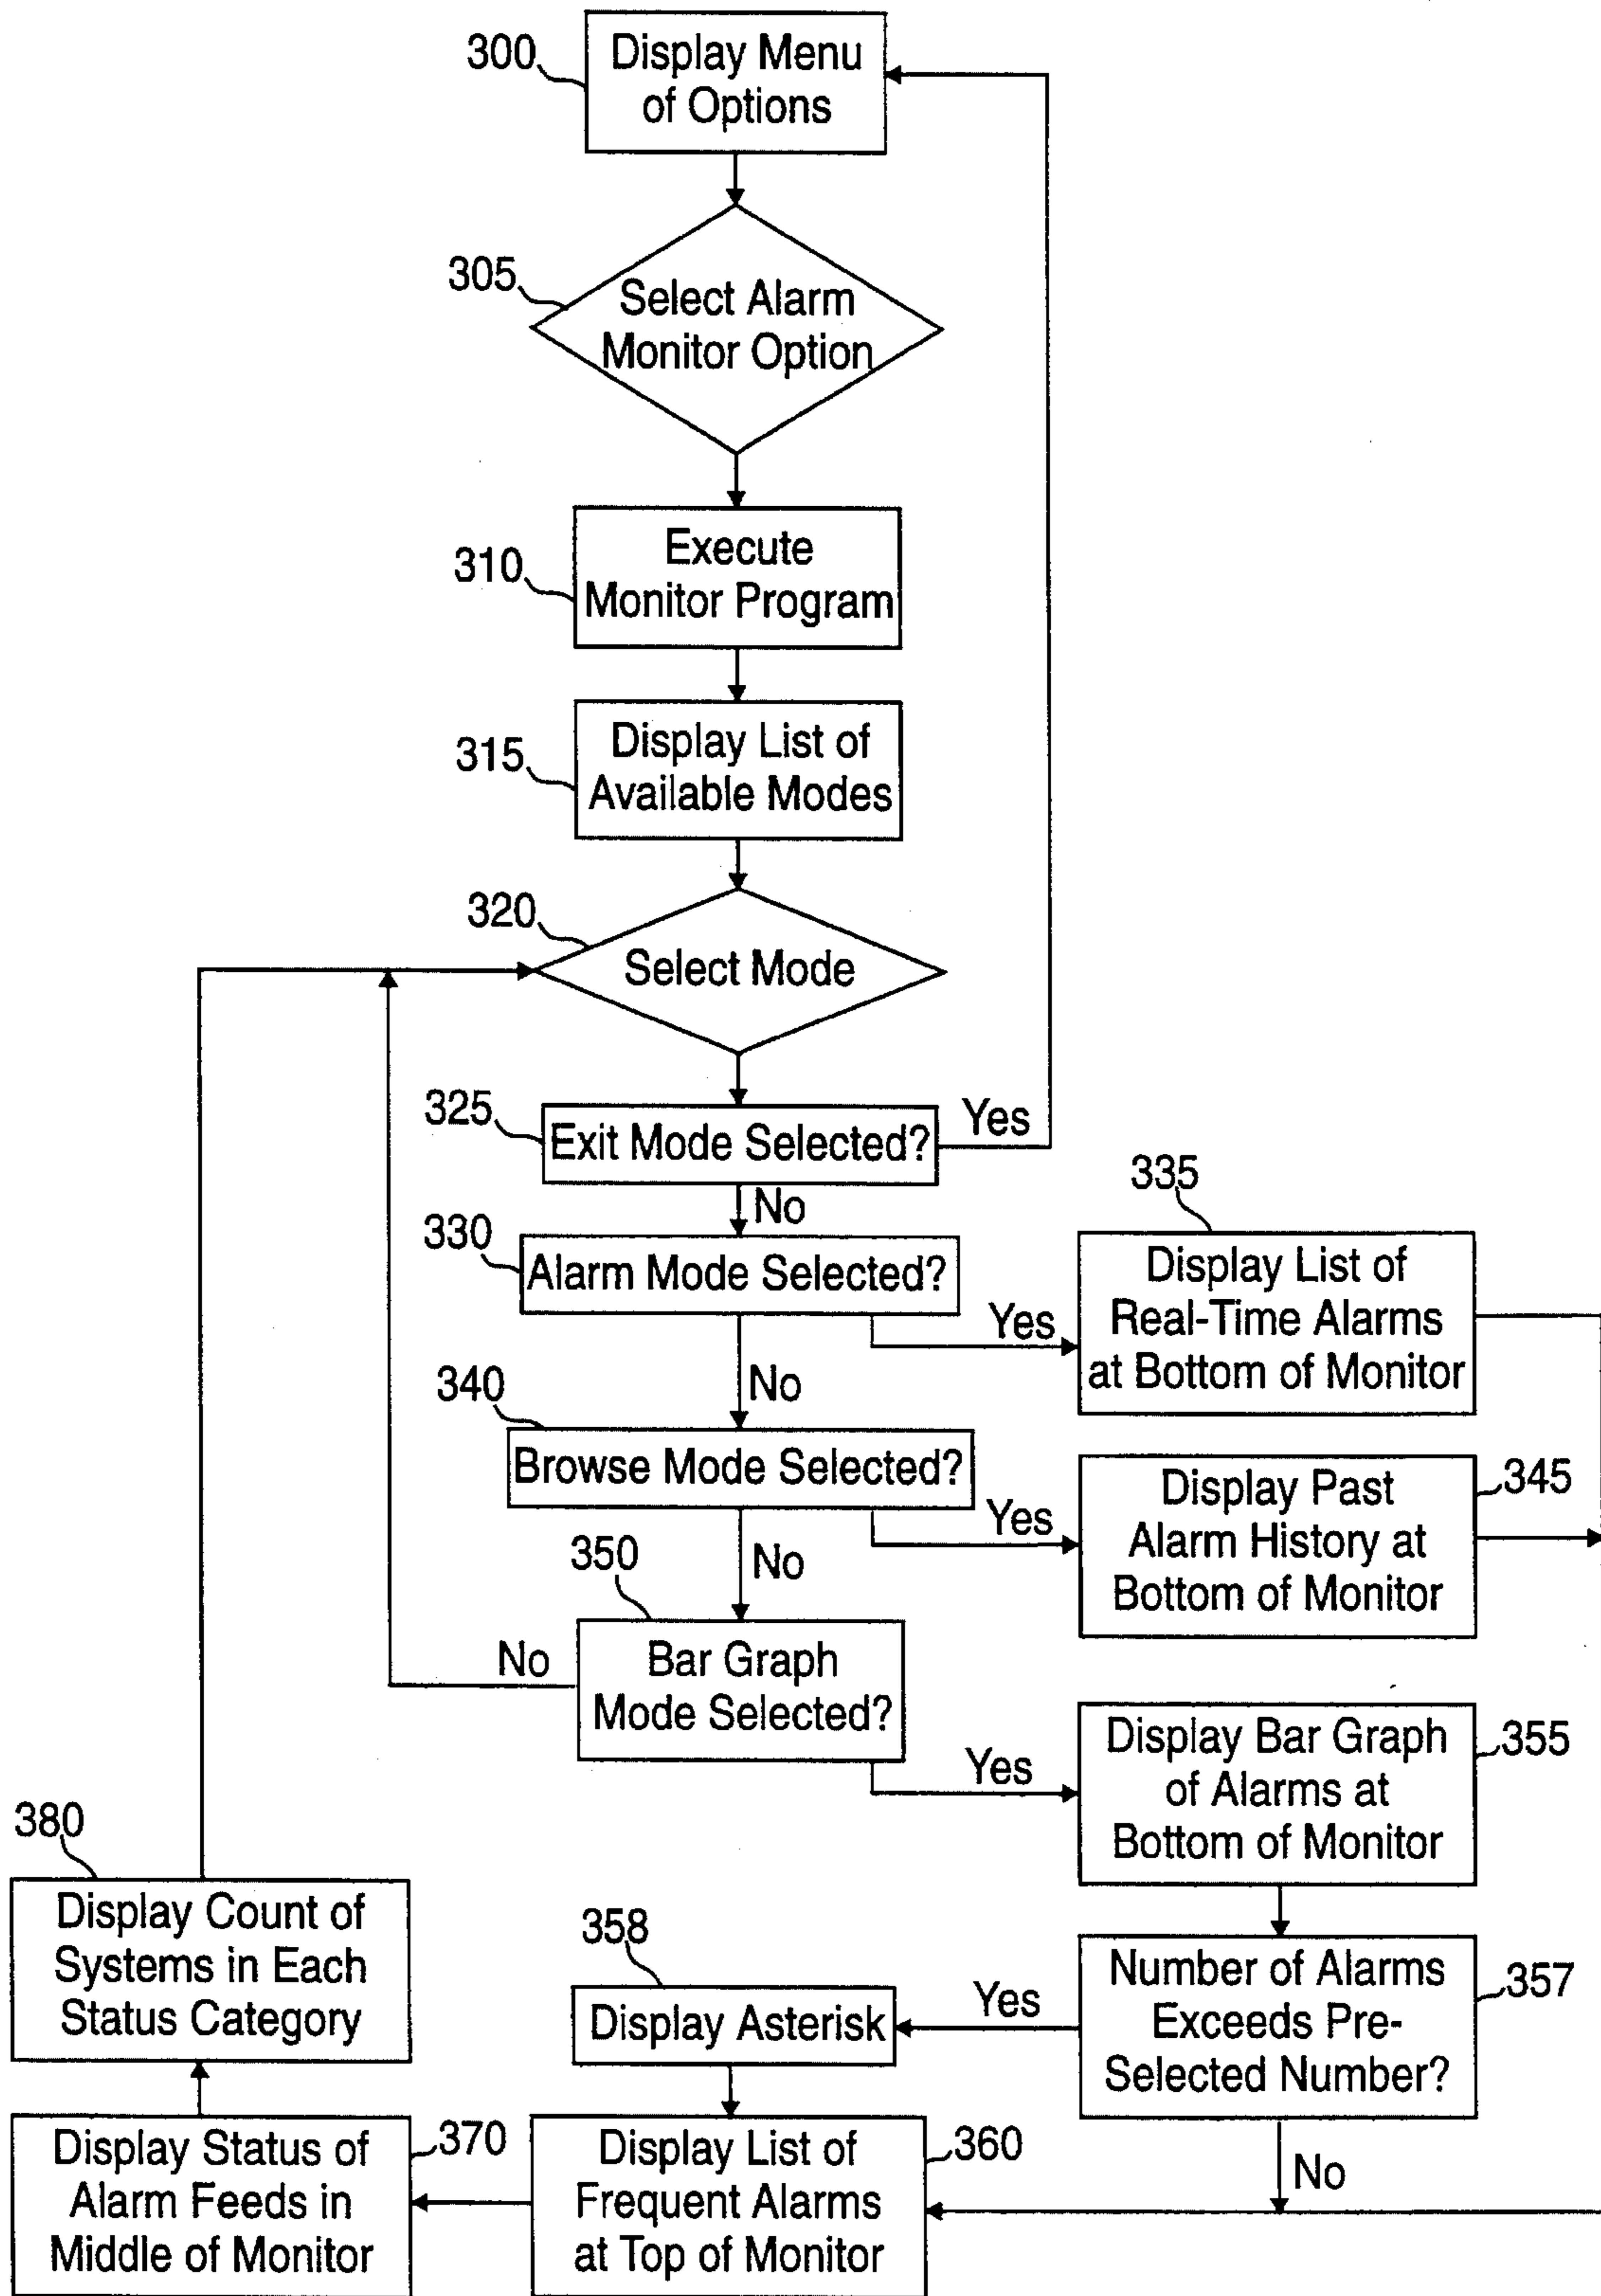 300
Display Menu
of Options
305
Select Alarm
Monitor Option
310
Execute
Monitor Program
315
Display List of
Available Modes
320
Select Mode
325
Exit Mode Selected?
Yes
No
330
Alarm Mode Selected?
Yes
335
Display List of
Real-Time Alarms
at Bottom of Monitor
No
340
Browse Mode Selected?
Yes
345
Display Past
Alarm History at
Bottom of Monitor
No
350
Bar Graph
Mode Selected?
No
Yes
355
Display Bar Graph
of Alarms at
Bottom of Monitor
357
Number of Alarms
Exceeds Pre-
Selected Number?
Yes
No
358
Display Asterisk
360
Display List of
Frequent Alarms
at Top of Monitor
370
Display Status of
Alarm Feeds in
Middle of Monitor
380
Display Count of
Systems in Each
Status Category